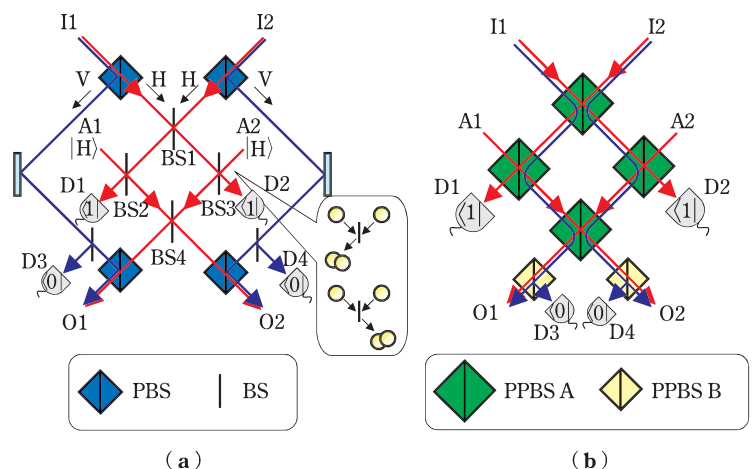 I1 I2
V H H V
A1 A2
|H⟩ |H⟩
BS1
D1 D2
1 BS2 BS3 1
BS4
D3 D4
0 0
O1 O2
PBS BS
(a)
I1 I2
A1 A2
D1 D2
1 1
O1 0 0 O2
D3 D4
PPBS A PPBS B
(b)